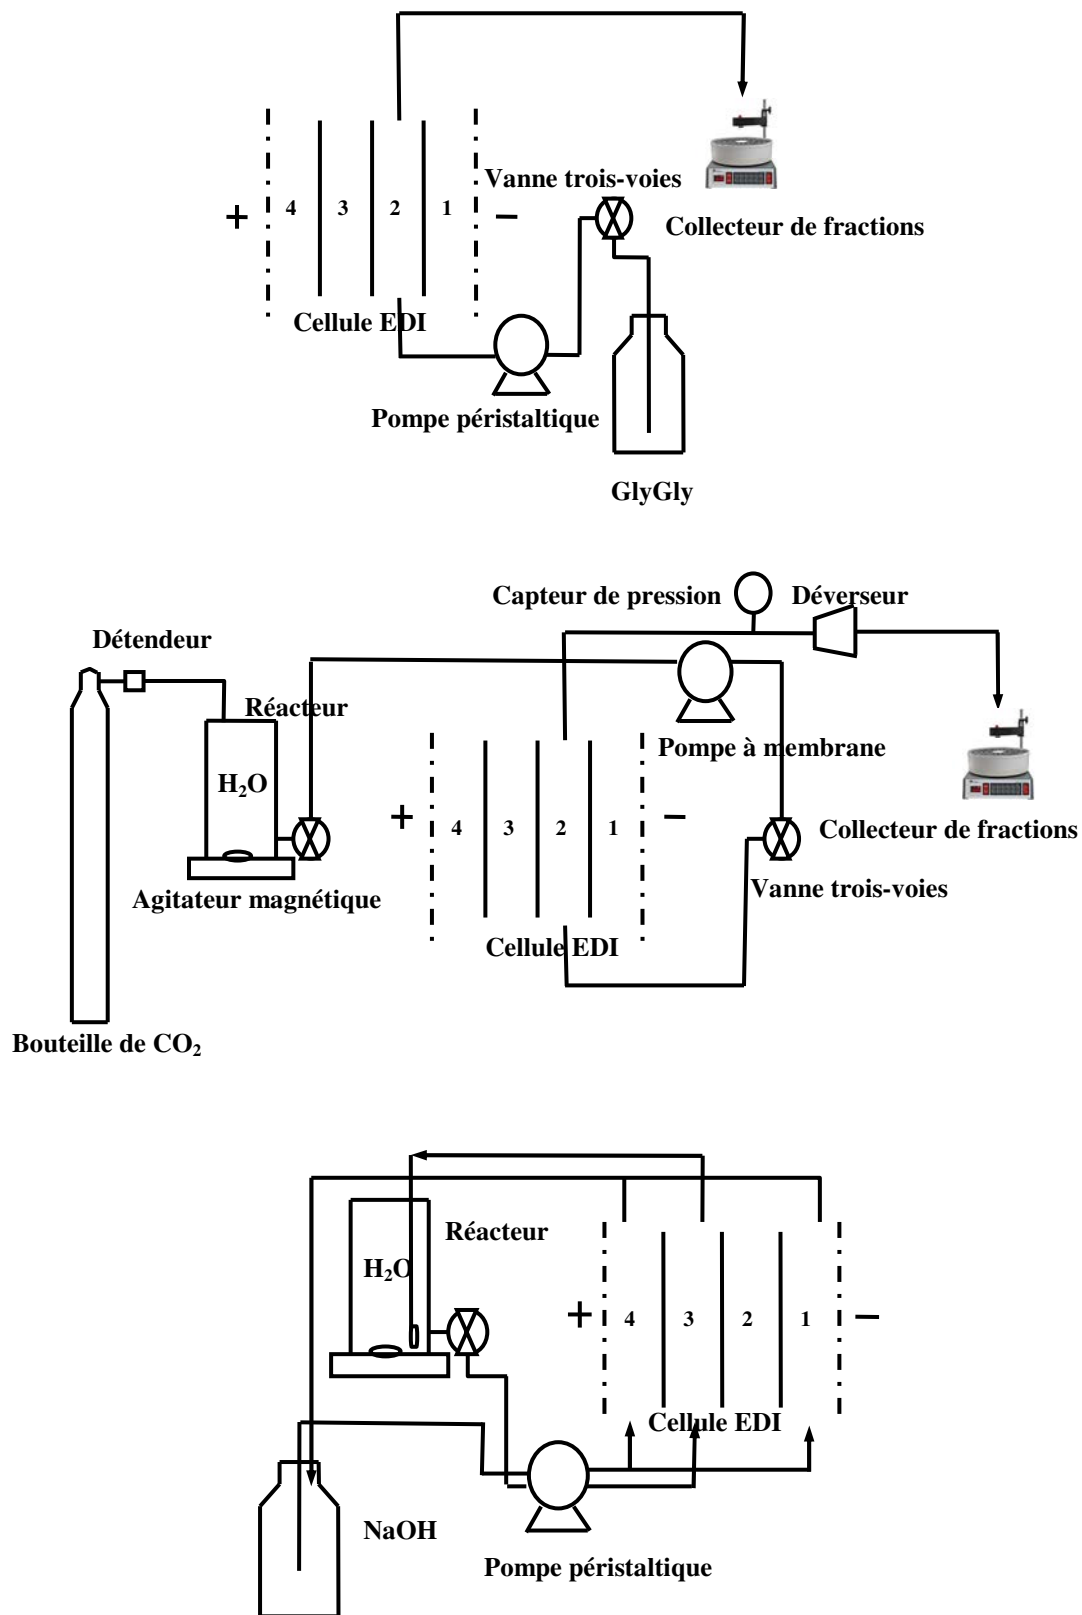 Vanne trois-voies
+ 4 3 2 1 −
Collecteur de fractions
Cellule EDI
Pompe péristaltique
GlyGly
Capteur de pression
Déverseur
Détendeur
Réacteur
Pompe à membrane
H₂O
+ 4 3 2 1 −
Collecteur de fractions
Agitateur magnétique
Vanne trois-voies
Cellule EDI
Bouteille de CO₂
Réacteur
H₂O
+ 4 3 2 1 −
Cellule EDI
NaOH
Pompe péristaltique